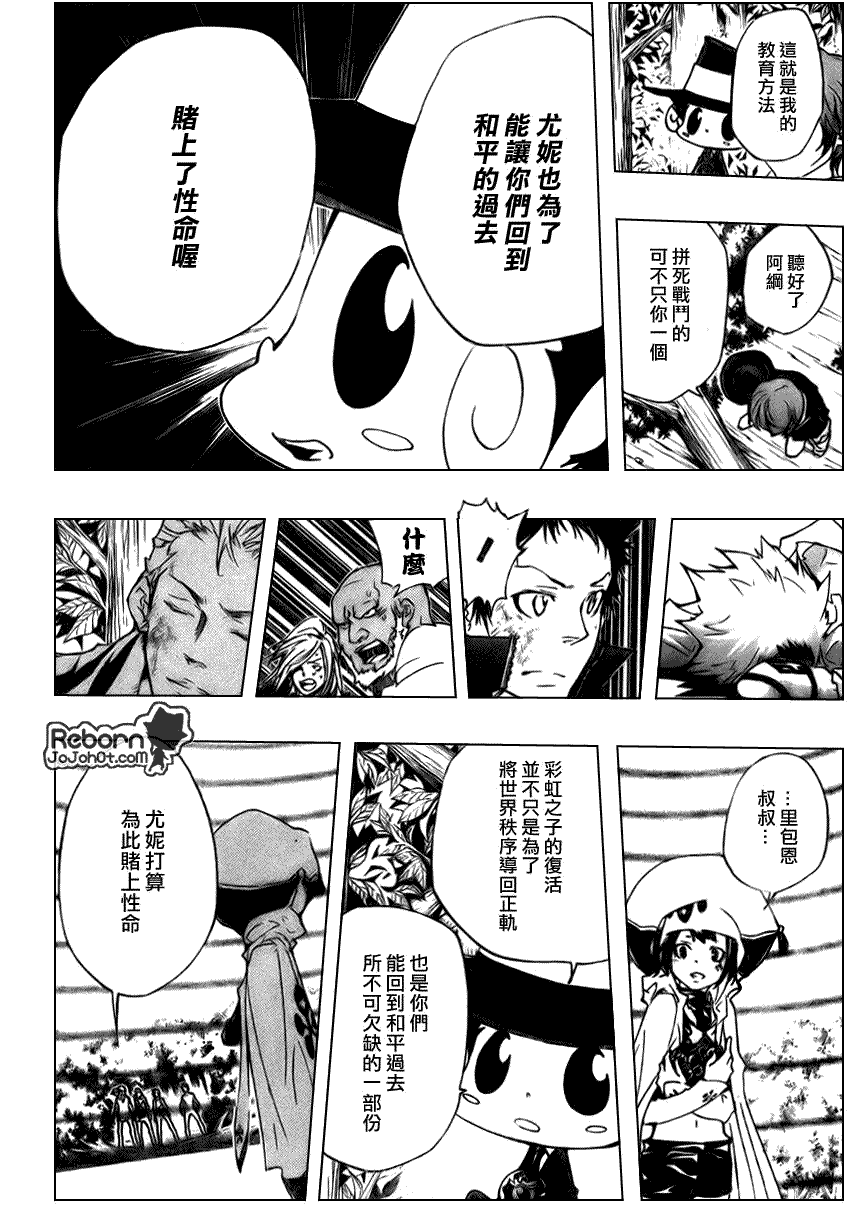 這就是我的
教育方法
聽好了
阿綱
拼死戰鬥的
可不只你一個
尤妮也為了
能讓你們回到
和平的過去
賭上了性命喔
！
什麼
…里包恩
叔叔…
彩虹之子的復活
並不只是為了
將世界秩序導回正軌
也是你們
能回到和平過去
所不可欠缺的一部份
尤妮打算
為此賭上性命
Reborn
JoJohOt.com